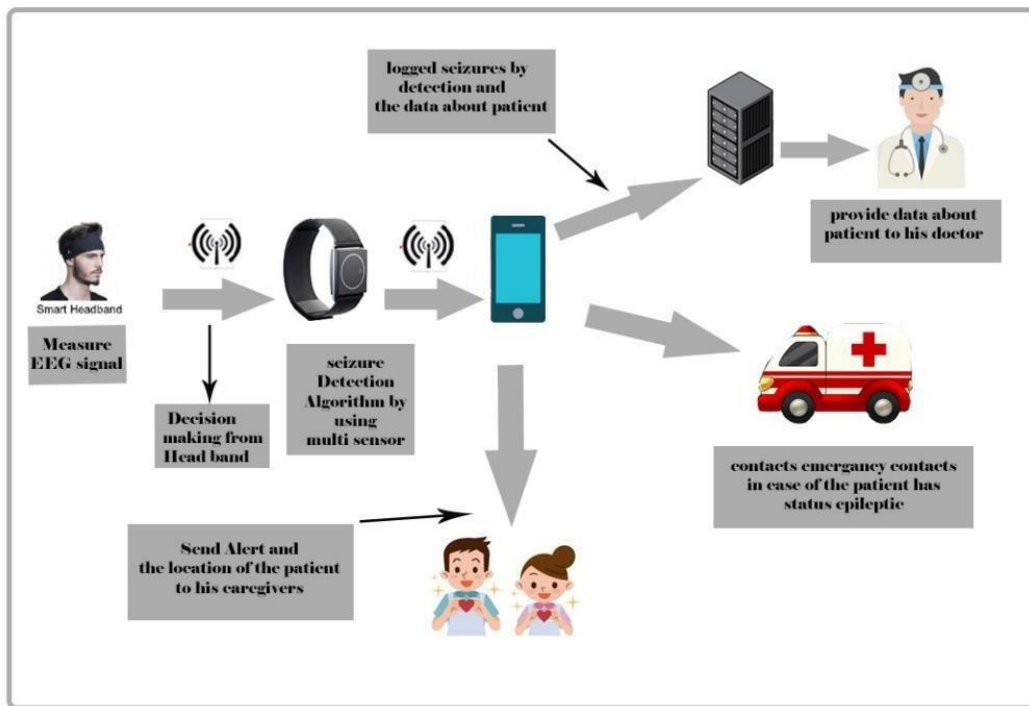 logged seizures by
detection and
the data about patient
provide data about
patient to his doctor
Smart Headband
Measure
EEG signal
seizure
Detection
Algorithm by
using
multi sensor
Decision
making from
Head band
contacts emergancy contacts
in case of the patient has
status epileptic
Send Alert and
the location of the patient
to his caregivers